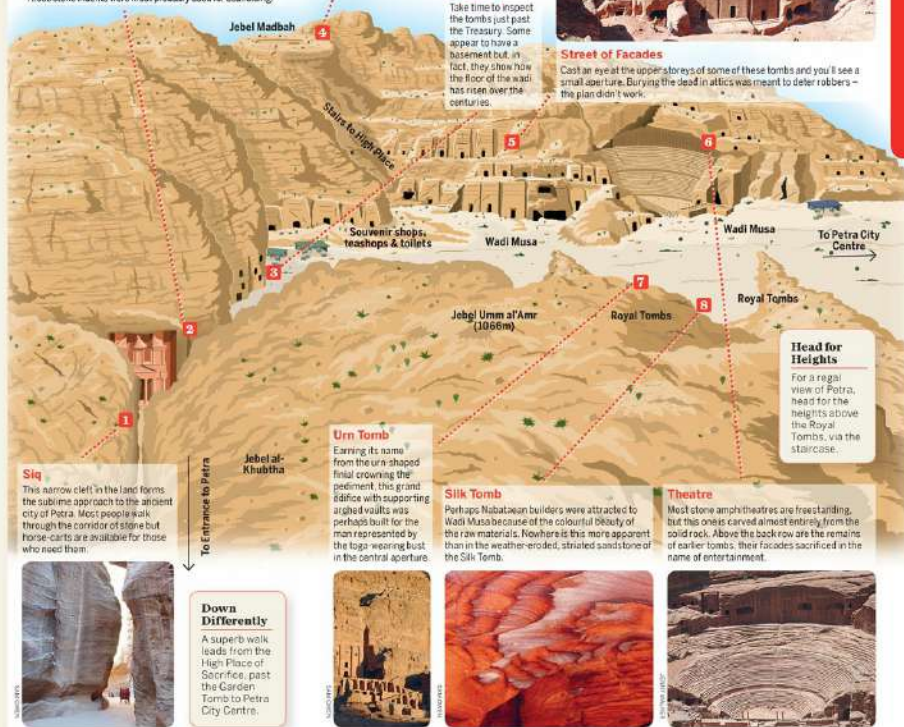 Take time to inspect
the tombs just past
the Treasury. Some
appear to have a
basement but, in
fact, they show how
the floor of the wadi
has risen over the
centuries.
Street of Facades
Cast an eye at the upper storeys of some of these tombs and you'll see a
small aperture. Burying the dead in attics was meant to deter robbers –
the plan didn't work.
Jebel Madbah
4
Stairs to High Place
5
6
Souvenir shops,
teashops & toilets
Wadi Musa
Wadi Musa
To Petra City
Centre
3
7
8
Jebel Umm al'Amr
(1066m)
Royal Tombs
Royal Tombs
2
1
Head for
Heights
For a regal
view of Petra,
head for the
heights above
the Royal
Tombs, via the
staircase.
Siq
This narrow cleft in the land forms
the sublime approach to the ancient
city of Petra. Most people walk
through the corridor of stone but
horse-carts are available for those
who need them.
To Entrance to Petra
Jebel al-
Khubtha
Urn Tomb
Earning its name
from the urn-shaped
finial crowning the
pediment, this grand
edifice with supporting
arched vaults was
perhaps built for the
man represented by
the toga-wearing bust
in the central aperture.
Silk Tomb
Perhaps Nabataean builders were attracted to
Wadi Musa because of the colourful beauty of
the raw materials. Nowhere is this more apparent
than in the weather-eroded, striated sandstone of
the Silk Tomb.
Theatre
Most stone amphitheatres are freestanding,
but this one is carved almost entirely from the
solid rock. Above the back row are the remains
of earlier tombs, their facades sacrificed in the
name of entertainment.
Down
Differently
A superb walk
leads from the
High Place of
Sacrifice, past
the Garden
Tomb to Petra
City Centre.